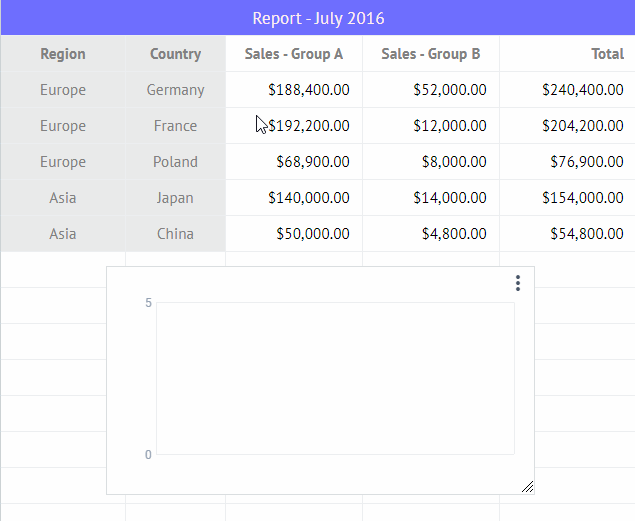 Report - July 2016
Region Country Sales - Group A Sales - Group B Total
Europe Germany $188,400.00 $52,000.00 $240,400.00
Europe France $192,200.00 $12,000.00 $204,200.00
Europe Poland $68,900.00 $8,000.00 $76,900.00
Asia Japan $140,000.00 $14,000.00 $154,000.00
Asia China $50,000.00 $4,800.00 $54,800.00
5
0